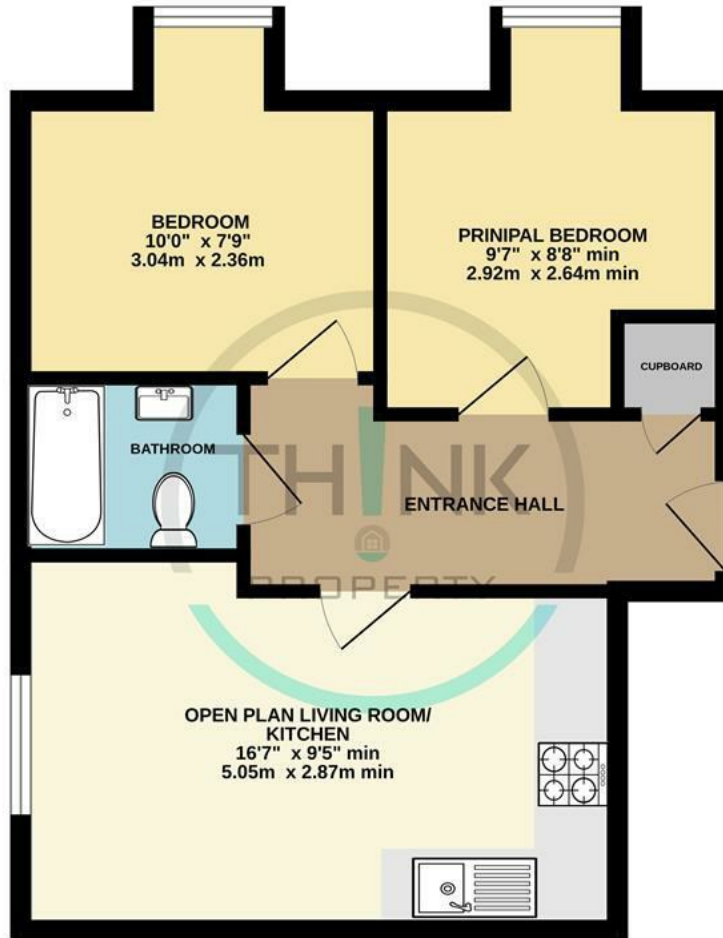 BEDROOM
10'0" x 7'9"
3.04m x 2.36m
PRINIPAL BEDROOM
9'7" x 8'8" min
2.92m x 2.64m min
CUPBOARD
BATHROOM
TH!NK
PROPERTY
ENTRANCE HALL
OPEN PLAN LIVING ROOM/
KITCHEN
16'7" x 9'5" min
5.05m x 2.87m min